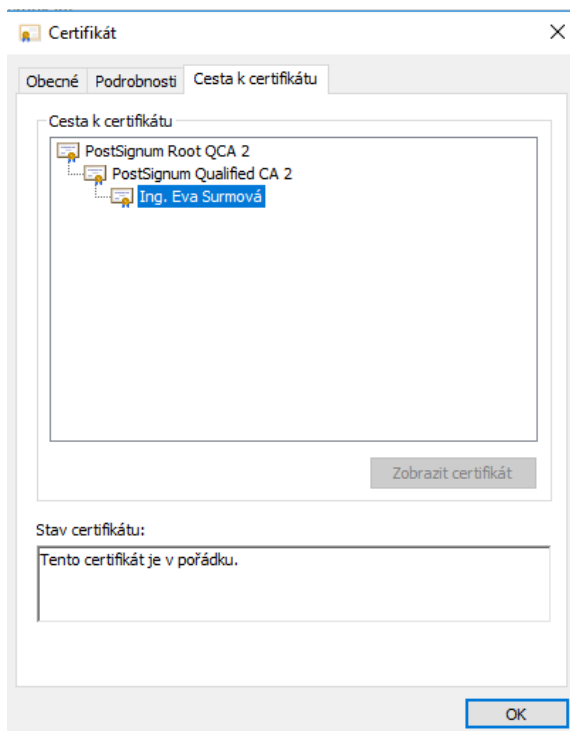 Certifikát
Obecné Podrobnosti Cesta k certifikátu
Cesta k certifikátu
PostSignum Root QCA 2
PostSignum Qualified CA 2
Ing. Eva Surmová
Zobrazit certifikát
Stav certifikátu:
Tento certifikát je v pořádku.
OK